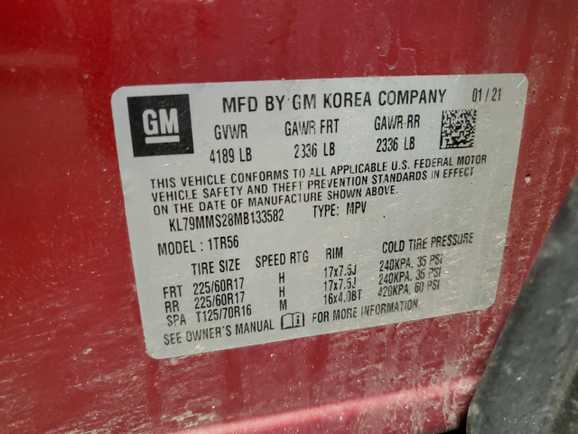 GM
MFD BY GM KOREA COMPANY 01/21
GVWR GAWR FRT GAWR RR
4189 LB 2336 LB 2336 LB
THIS VEHICLE CONFORMS TO ALL APPLICABLE U.S. FEDERAL MOTOR
VEHICLE SAFETY AND THEFT PREVENTION STANDARDS IN EFFECT
ON THE DATE OF MANUFACTURE SHOWN ABOVE.
KL79MMS28MB133582 TYPE: MPV
MODEL: 1TR56
TIRE SIZE SPEED RTG RIM COLD TIRE PRESSURE
FRT 225/60R17 H 17x7.5J 240KPA, 35 PSI
RR 225/60R17 H 17x7.5J 240KPA, 35 PSI
SPA T125/70R16 M 16x4.0BT 420KPA, 60 PSI
SEE OWNER'S MANUAL FOR MORE INFORMATION.